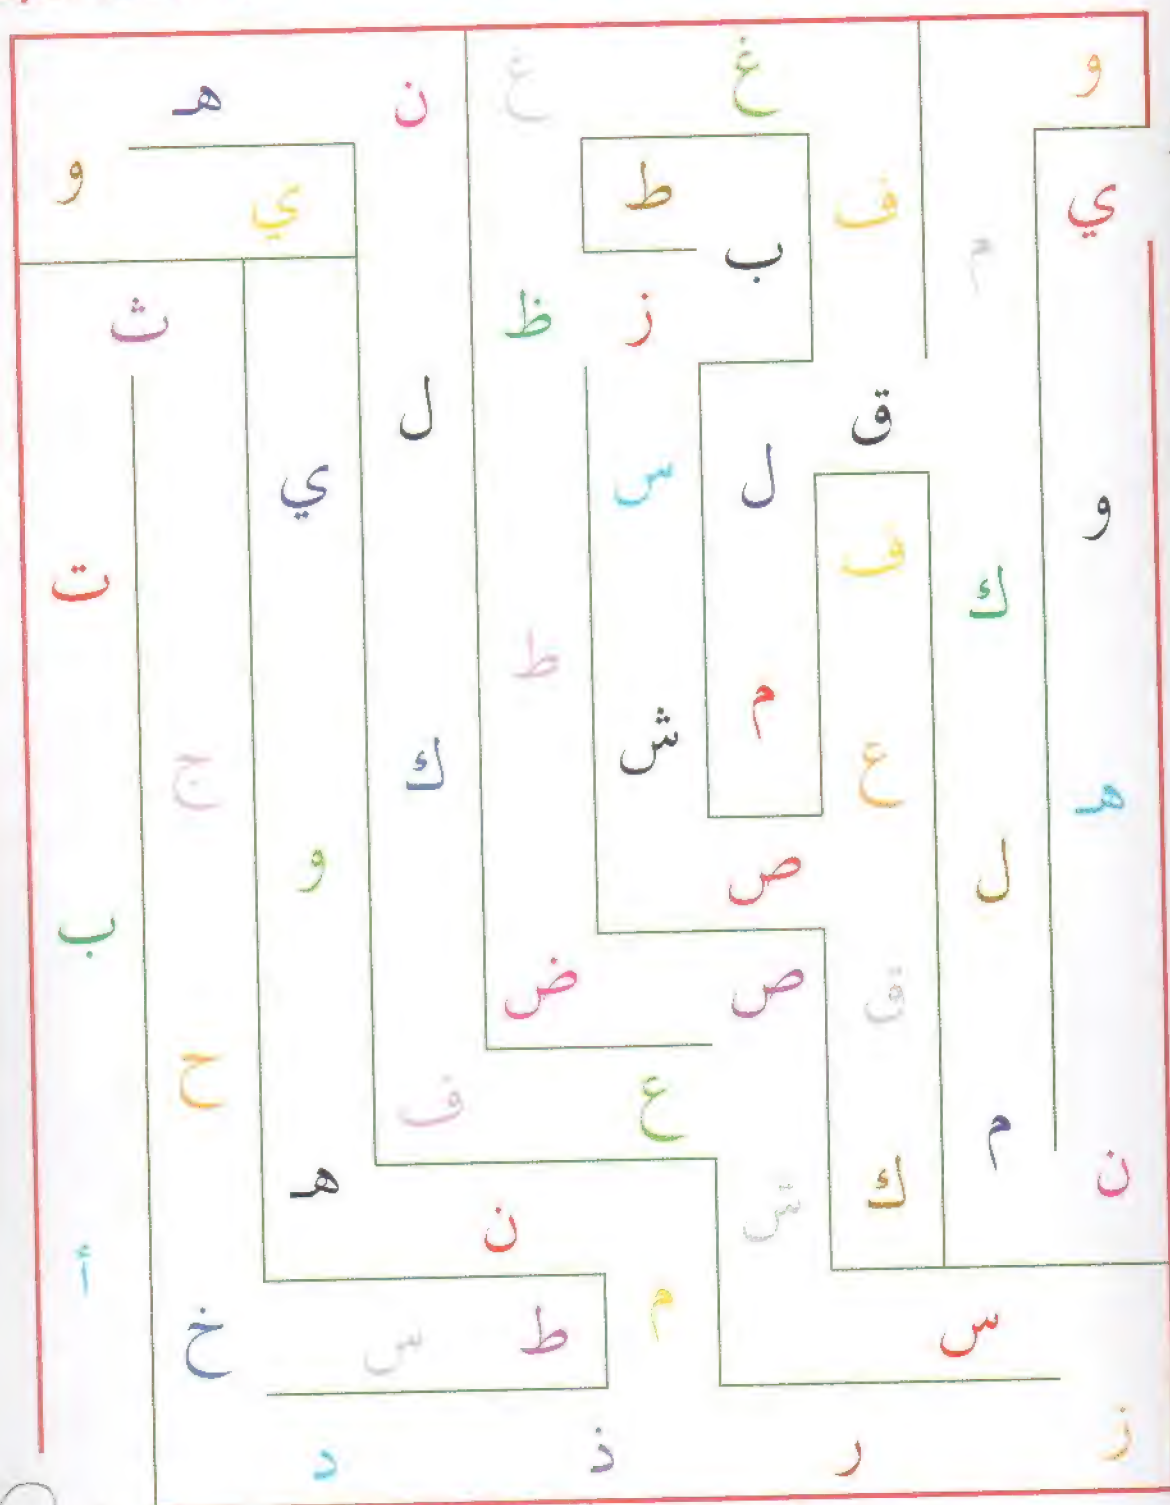 و غ غ ن هـ
ي ف ط ي و
م ب
ز ظ ث
ق ل
و ل س ي
ك ف ت
م ط
هـ ع ش ك ج
ل ص و
ب
ق ص ض
م ع ف ح
ن ك ش ن هـ
م أ
س ط س خ
ز ر ذ د